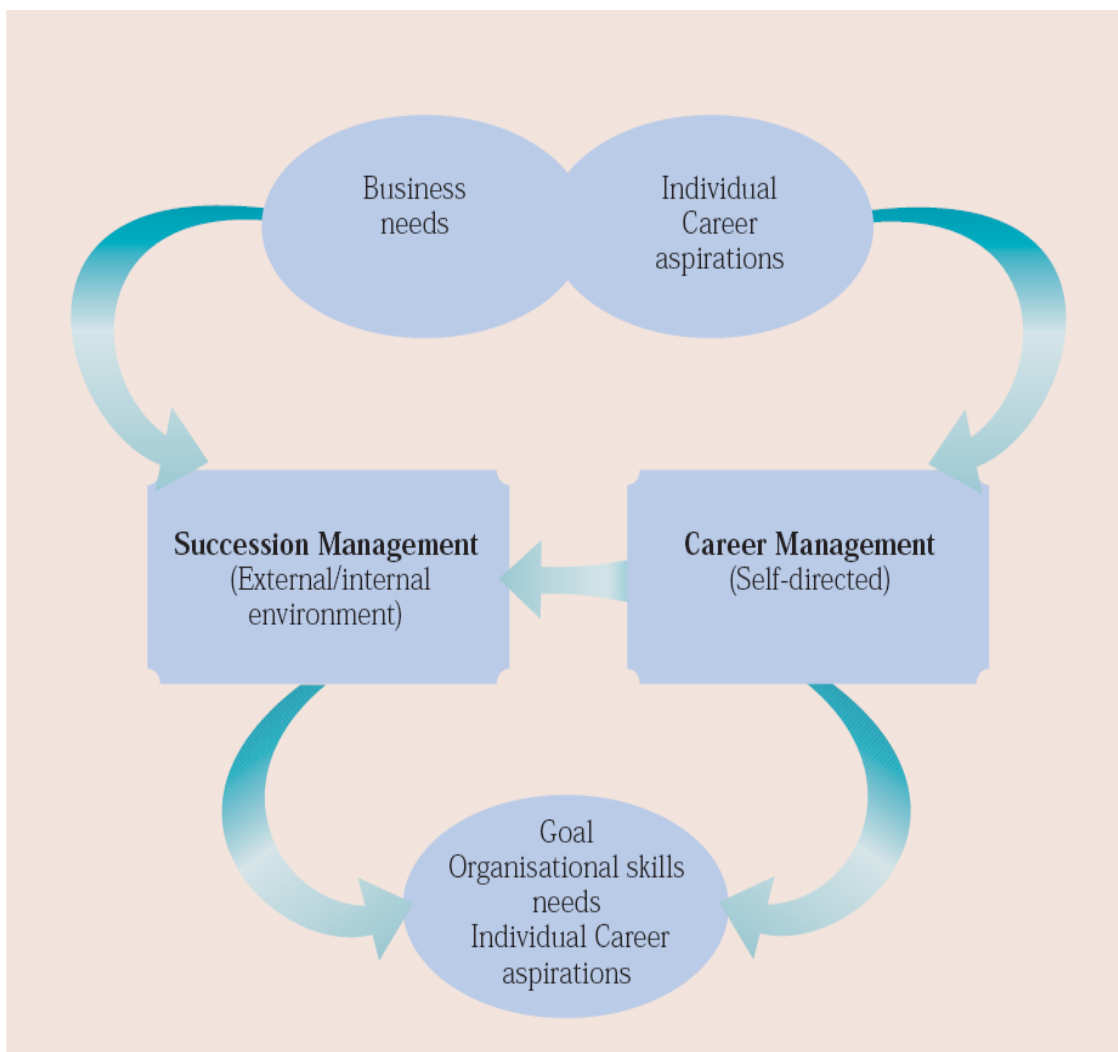 Business
needs
Individual
Career
aspirations
Succession Management
(External/internal
environment)
Career Management
(Self-directed)
Goal
Organisational skills
needs
Individual Career
aspirations